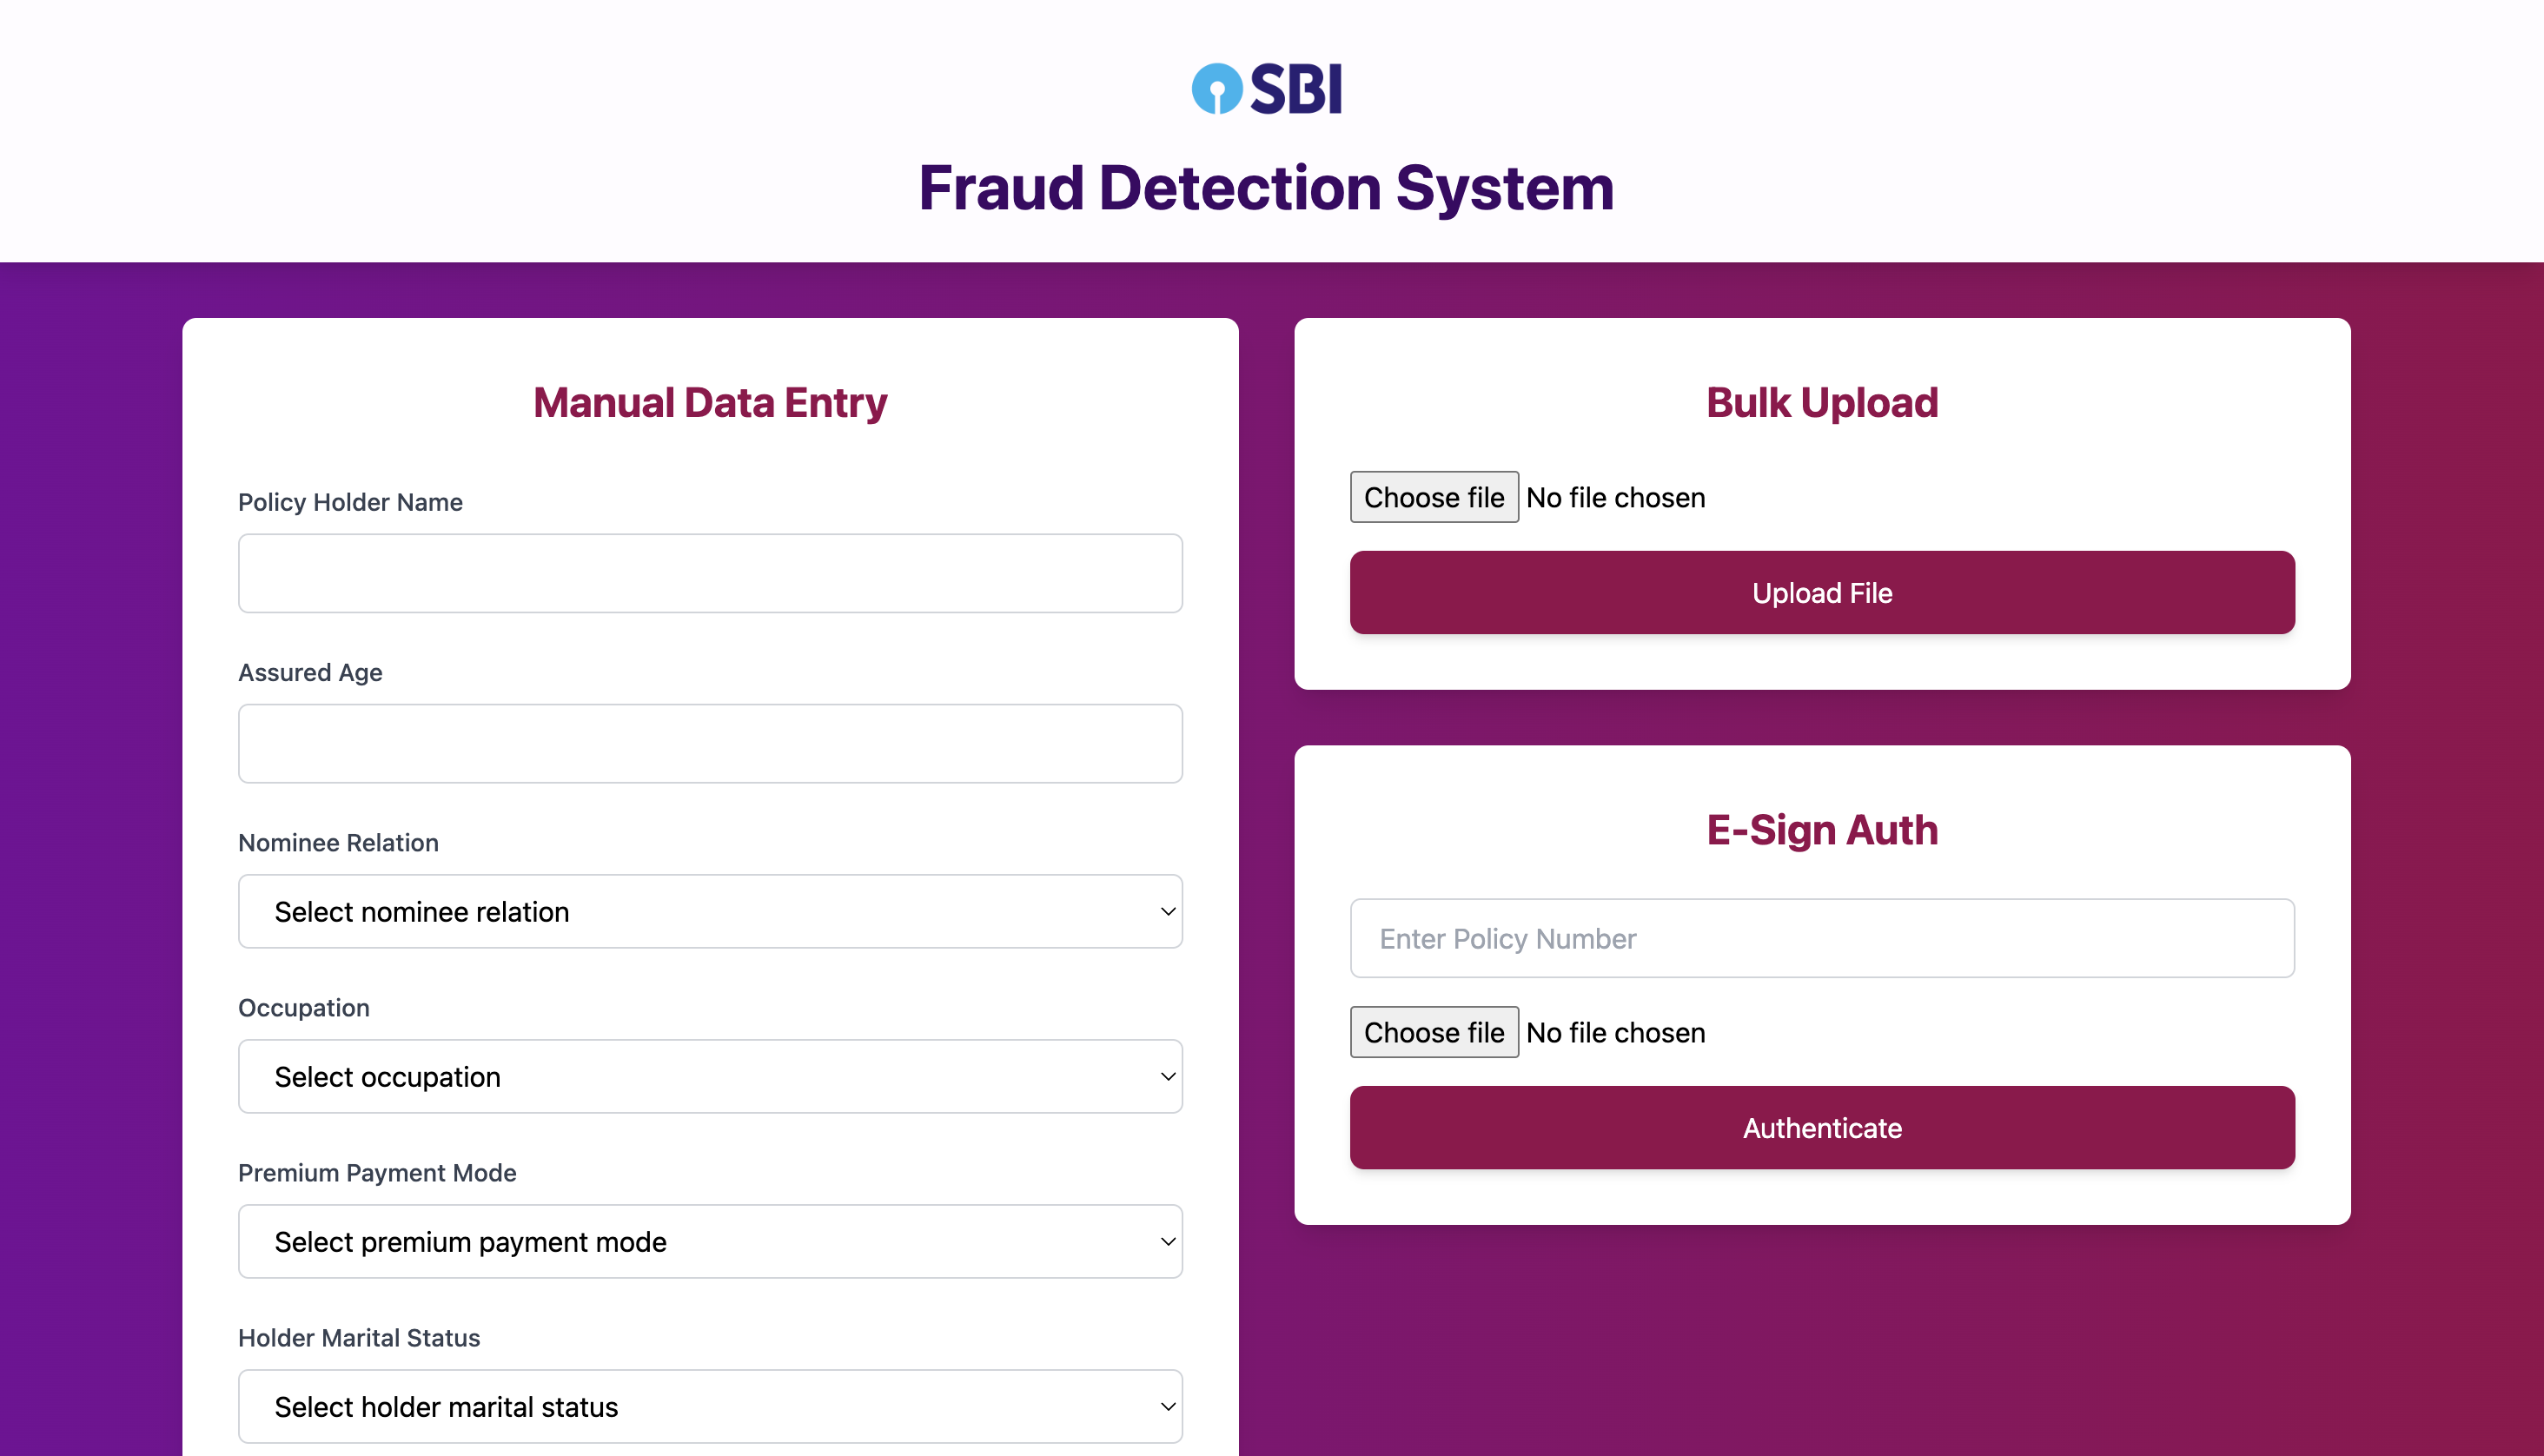 SBI
Fraud Detection System
Manual Data Entry
Policy Holder Name
Assured Age
Nominee Relation
Select nominee relation
Occupation
Select occupation
Premium Payment Mode
Select premium payment mode
Holder Marital Status
Select holder marital status
Bulk Upload
Choose file No file chosen
Upload File
E-Sign Auth
Enter Policy Number
Choose file No file chosen
Authenticate